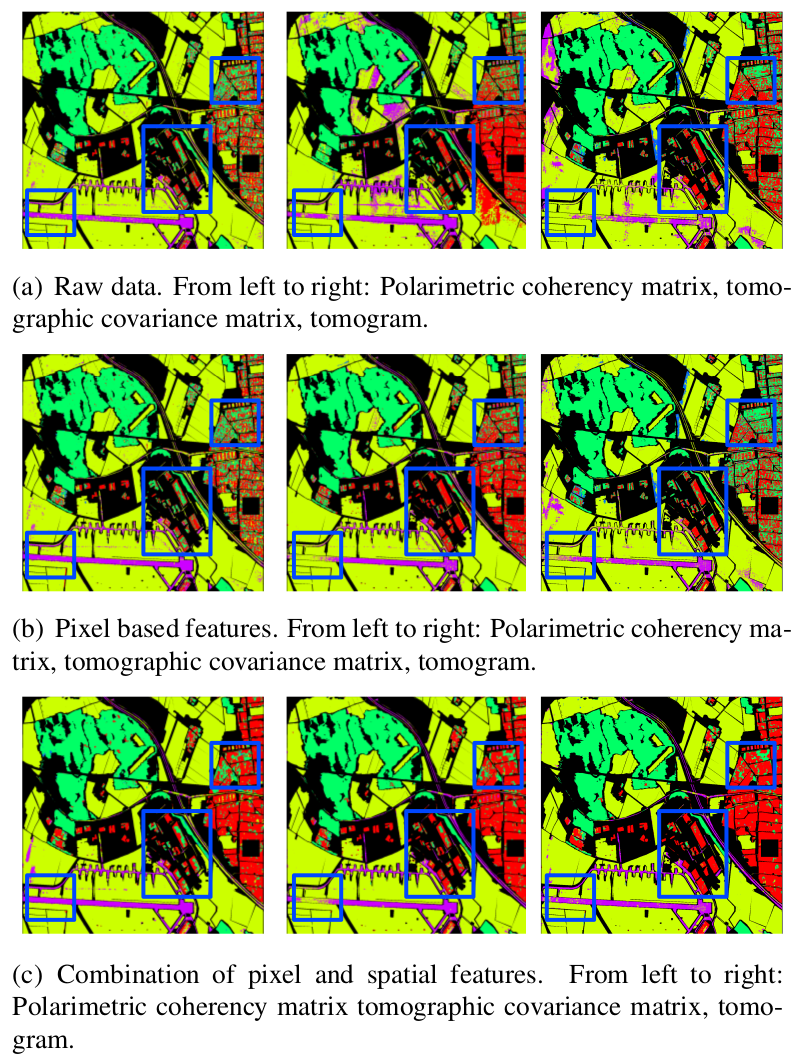 (a) Raw data. From left to right: Polarimetric coherency matrix, tomo-
graphic covariance matrix, tomogram.
(b) Pixel based features. From left to right: Polarimetric coherency ma-
trix, tomographic covariance matrix, tomogram.
(c) Combination of pixel and spatial features. From left to right:
Polarimetric coherency matrix tomographic covariance matrix, tomo-
gram.